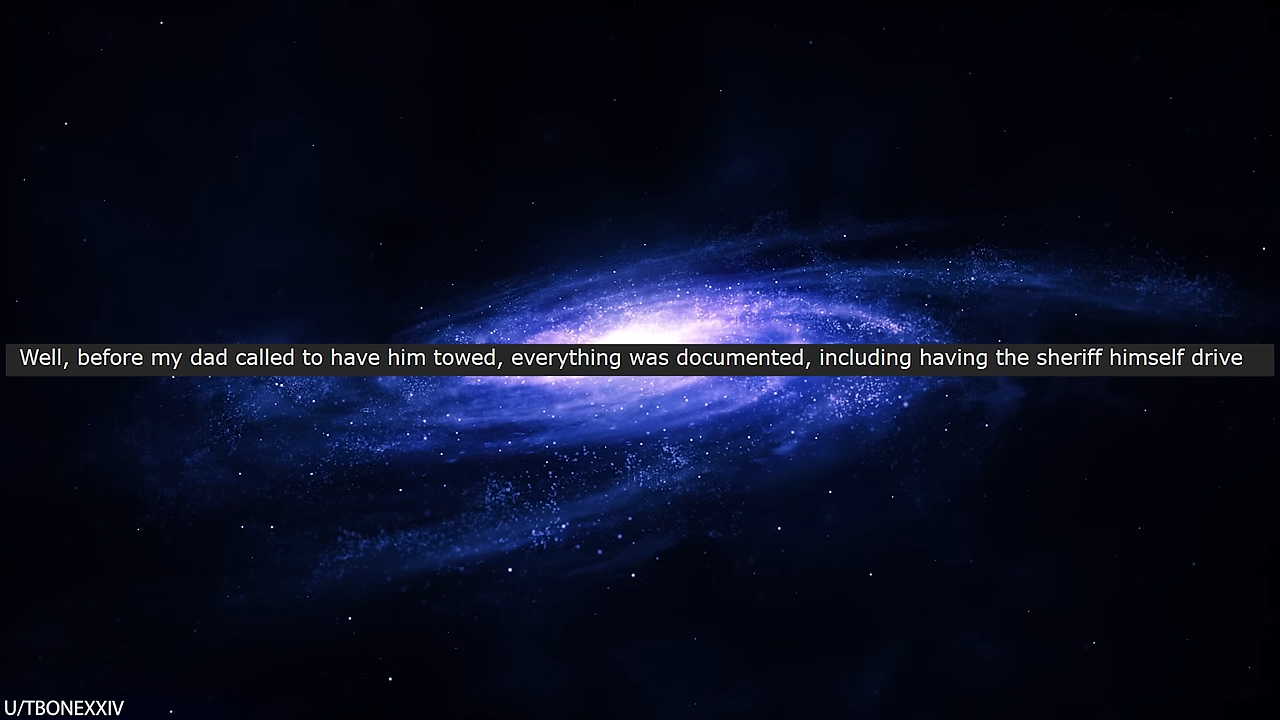 Well, before my dad called to have him towed, everything was documented, including having the sheriff himself drive
U/TBONEXXIV